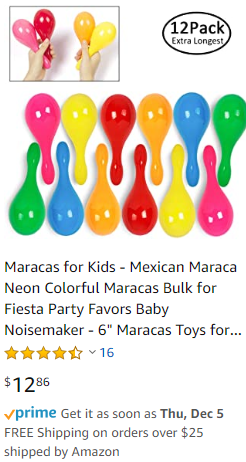 12Pack
Extra Longest
Maracas for Kids - Mexican Maraca
Neon Colorful Maracas Bulk for
Fiesta Party Favors Baby
Noisemaker - 6" Maracas Toys for...
16
$12.86
prime Get it as soon as Thu, Dec 5
FREE Shipping on orders over $25
shipped by Amazon